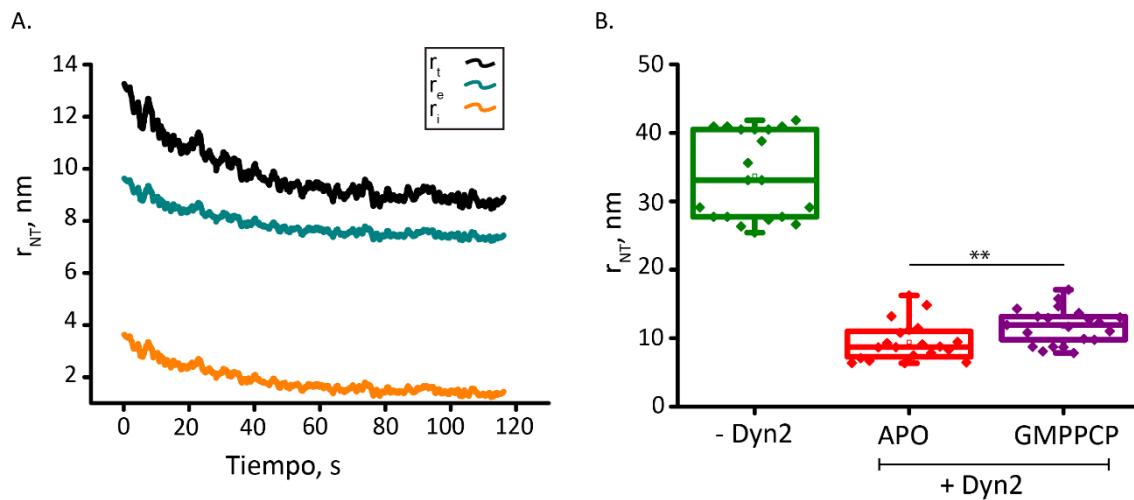 A.
r_NT, nm
14
12
10
8
6
4
2
0 20 40 60 80 100 120
Tiempo, s
r_t
r_e
r_i
B.
r_NT, nm
50
40
30
20
10
0
**
- Dyn2 APO GMPPCP
+ Dyn2